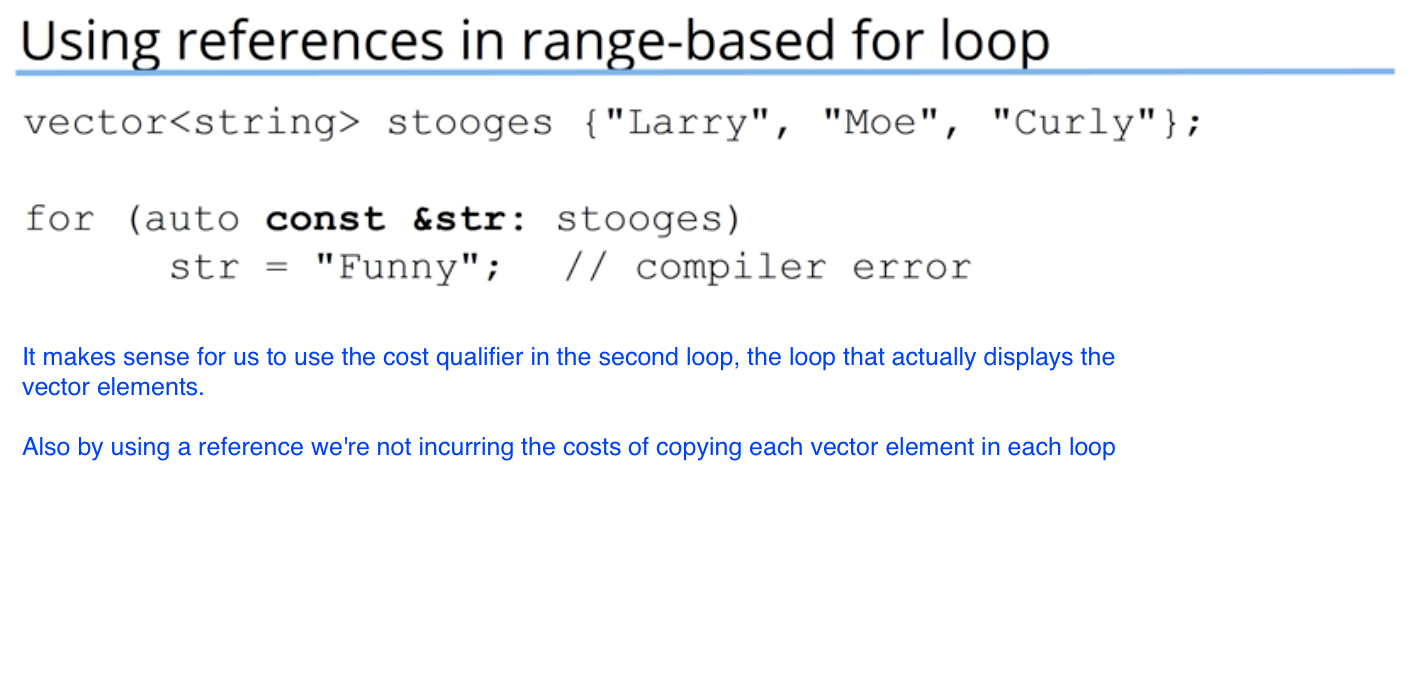 Using references in range-based for loop
vector<string> stooges {"Larry", "Moe", "Curly"};
for (auto const &str: stooges)
str = "Funny"; // compiler error
It makes sense for us to use the cost qualifier in the second loop, the loop that actually displays the
vector elements.
Also by using a reference we're not incurring the costs of copying each vector element in each loop